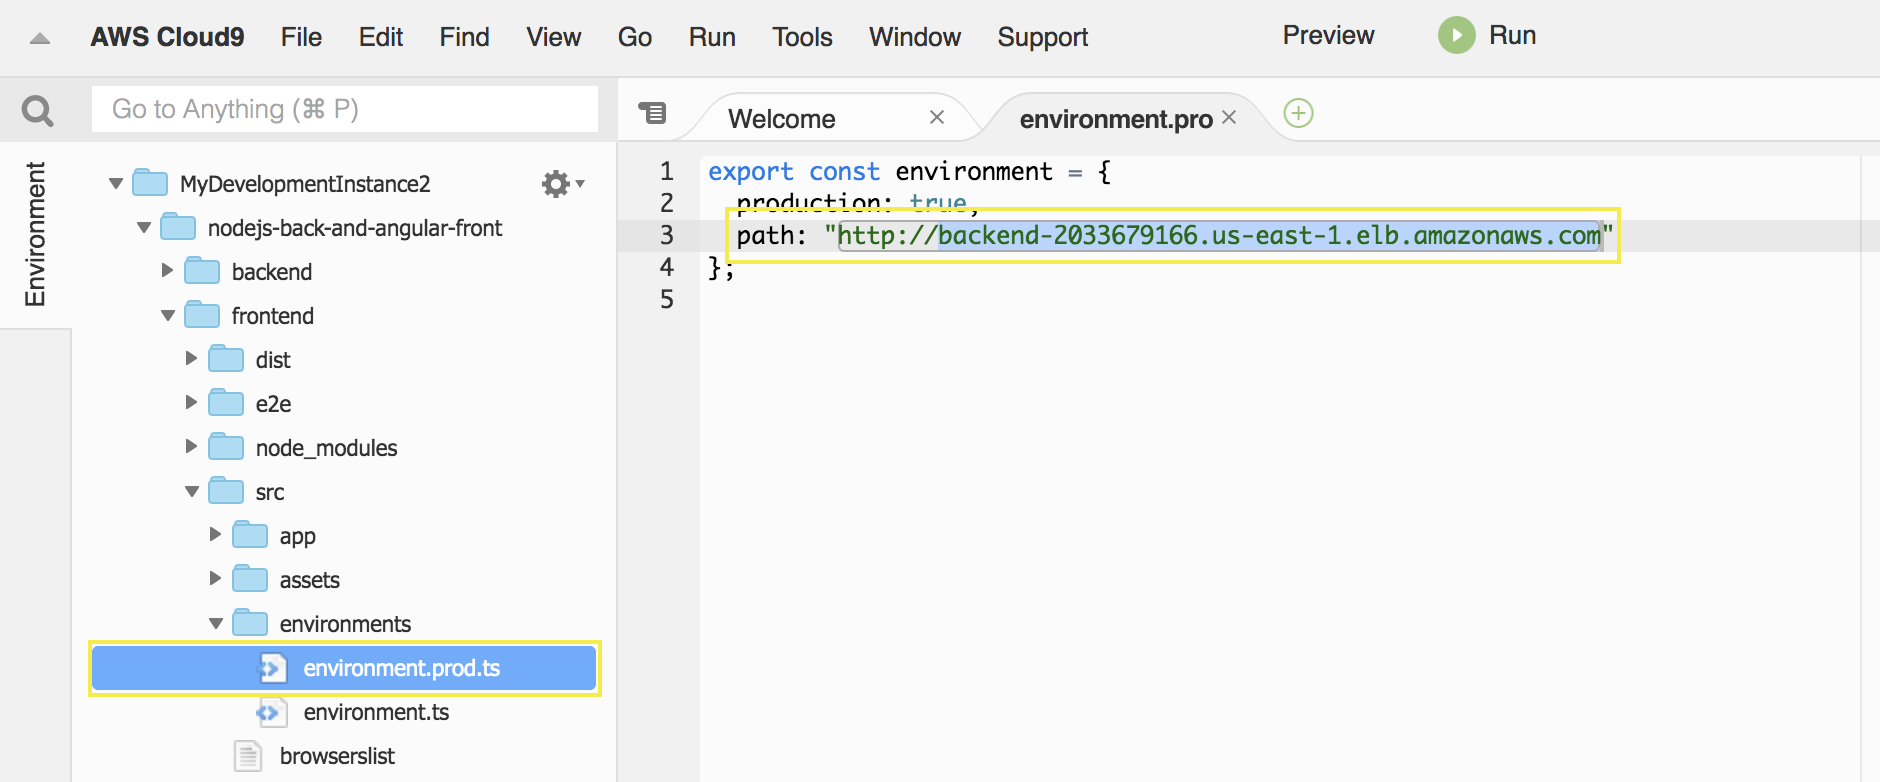 AWS Cloud9 File Edit Find View Go Run Tools Window Support Preview Run
Go to Anything (⌘ P)
Welcome × environment.pro ×
Environment
MyDevelopmentInstance2
nodejs-back-and-angular-front
backend
frontend
dist
e2e
node_modules
src
app
assets
environments
environment.prod.ts
environment.ts
browserslist
1 export const environment = {
2 production: true,
3 path: "http://backend-2033679166.us-east-1.elb.amazonaws.com"
4 };
5